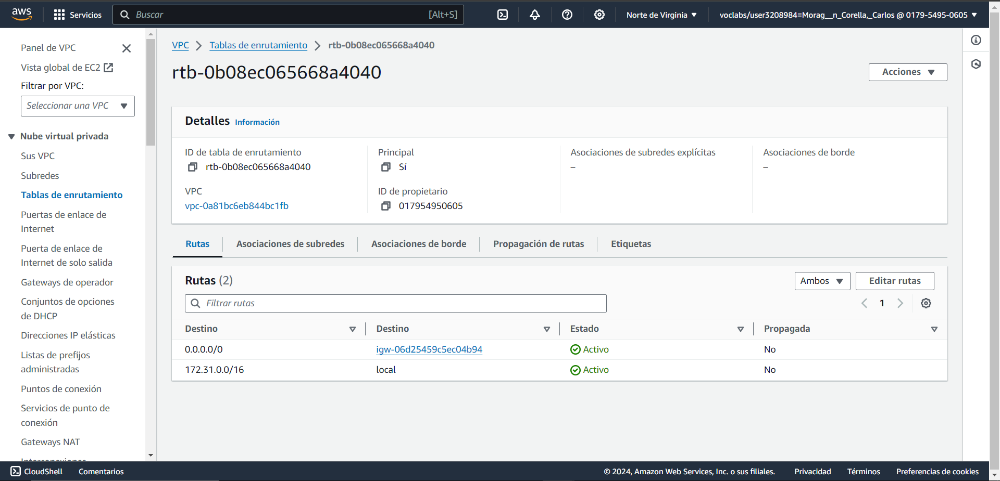 aws
Servicios
Buscar
[Alt+S]
Norte de Virginia
voclabs/user3208984=Morag__n_Corella,_Carlos @ 0179-5495-0605
Panel de VPC
Vista global de EC2
Filtrar por VPC:
Seleccionar una VPC
Nube virtual privada
Sus VPC
Subredes
Tablas de enrutamiento
Puertas de enlace de
Internet
Puerta de enlace de
Internet de solo salida
Gateways de operador
Conjuntos de opciones
de DHCP
Direcciones IP elásticas
Listas de prefijos
administradas
Puntos de conexión
Servicios de punto de
conexión
Gateways NAT
Interconexiones
VPC
Tablas de enrutamiento
rtb-0b08ec065668a4040
rtb-0b08ec065668a4040
Acciones
Detalles
Información
ID de tabla de enrutamiento
rtb-0b08ec065668a4040
Principal
Sí
Asociaciones de subredes explícitas
–
Asociaciones de borde
–
VPC
vpc-0a81bc6eb844bc1fb
ID de propietario
017954950605
Rutas
Asociaciones de subredes
Asociaciones de borde
Propagación de rutas
Etiquetas
Rutas (2)
Ambos
Editar rutas
Filtrar rutas
1
Destino
Destino
Estado
Propagada
0.0.0.0/0
igw-06d25459c5ec04b94
Activo
No
172.31.0.0/16
local
Activo
No
CloudShell
Comentarios
© 2024, Amazon Web Services, Inc. o sus filiales.
Privacidad
Términos
Preferencias de cookies